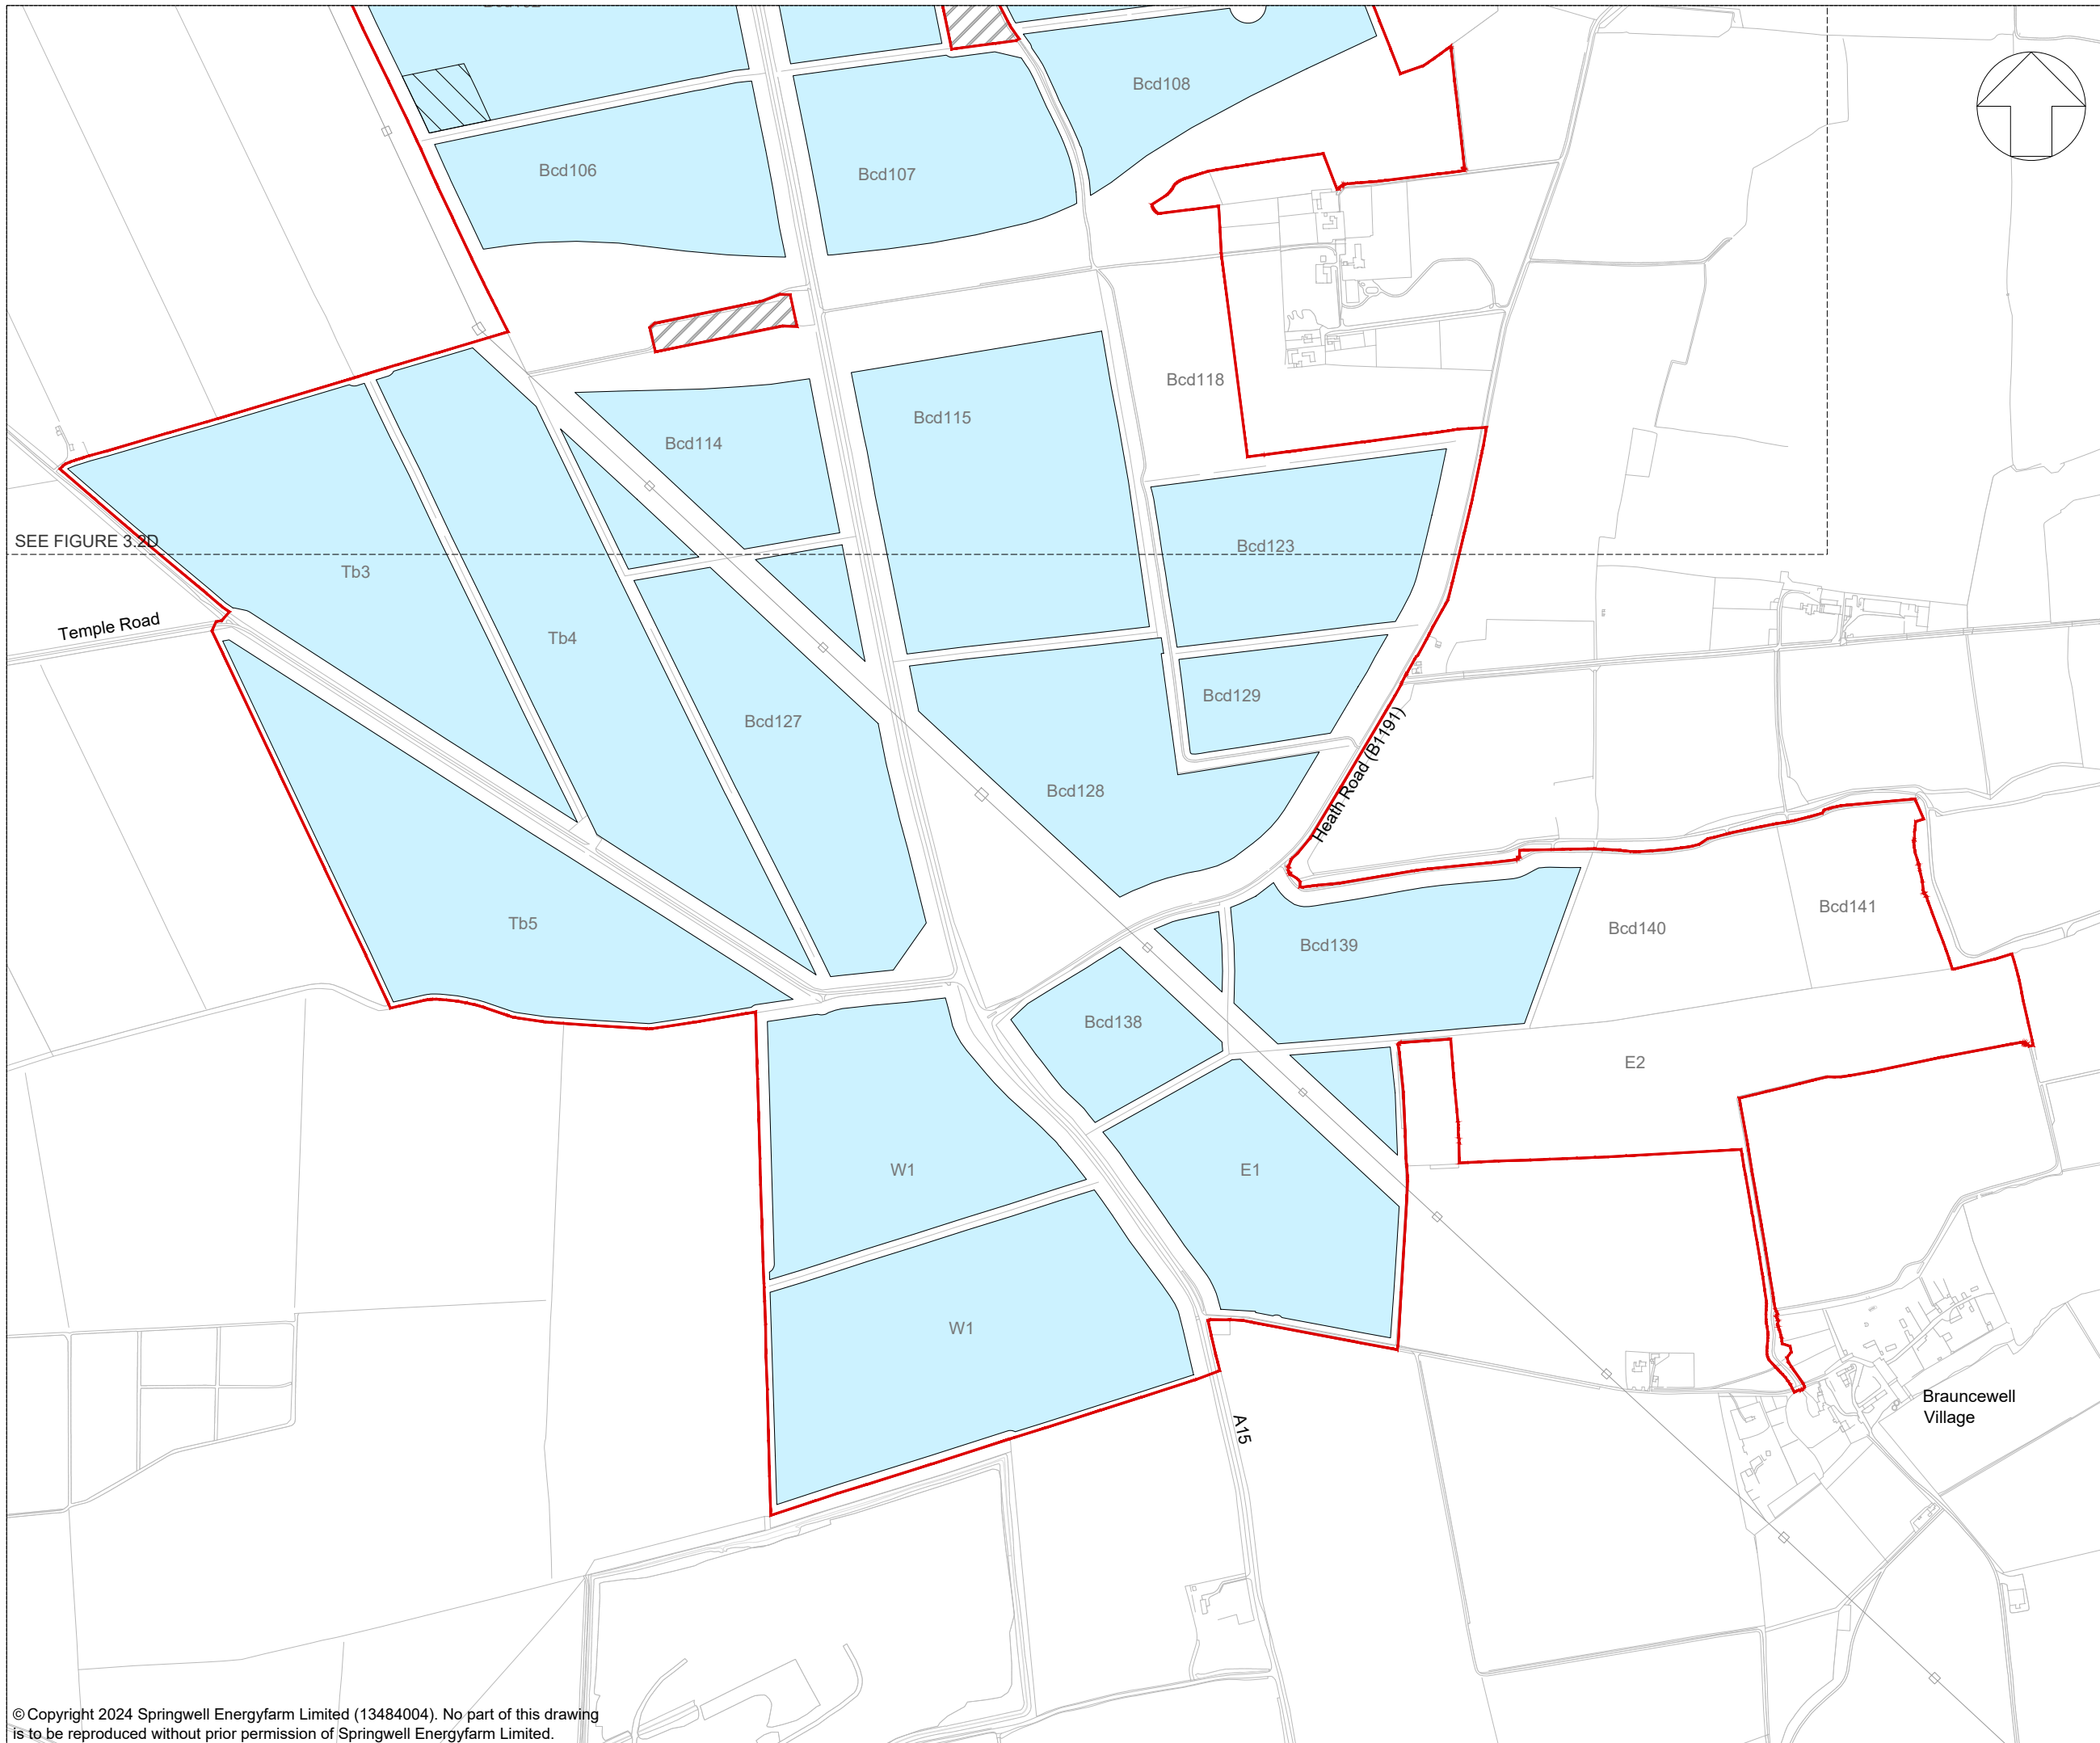 Bcd108
Bcd106
Bcd107
Bcd118
Bcd115
Bcd114
SEE FIGURE 3.2D
Bcd123
Tb3
Temple Road
Tb4
Bcd129
Bcd127
Heath Road (B1191)
Bcd128
Bcd141
Tb5
Bcd140
Bcd139
Bcd138
E2
W1
E1
W1
Brauncewell
Village
A15
© Copyright 2024 Springwell Energyfarm Limited (13484004). No part of this drawing
is to be reproduced without prior permission of Springwell Energyfarm Limited.